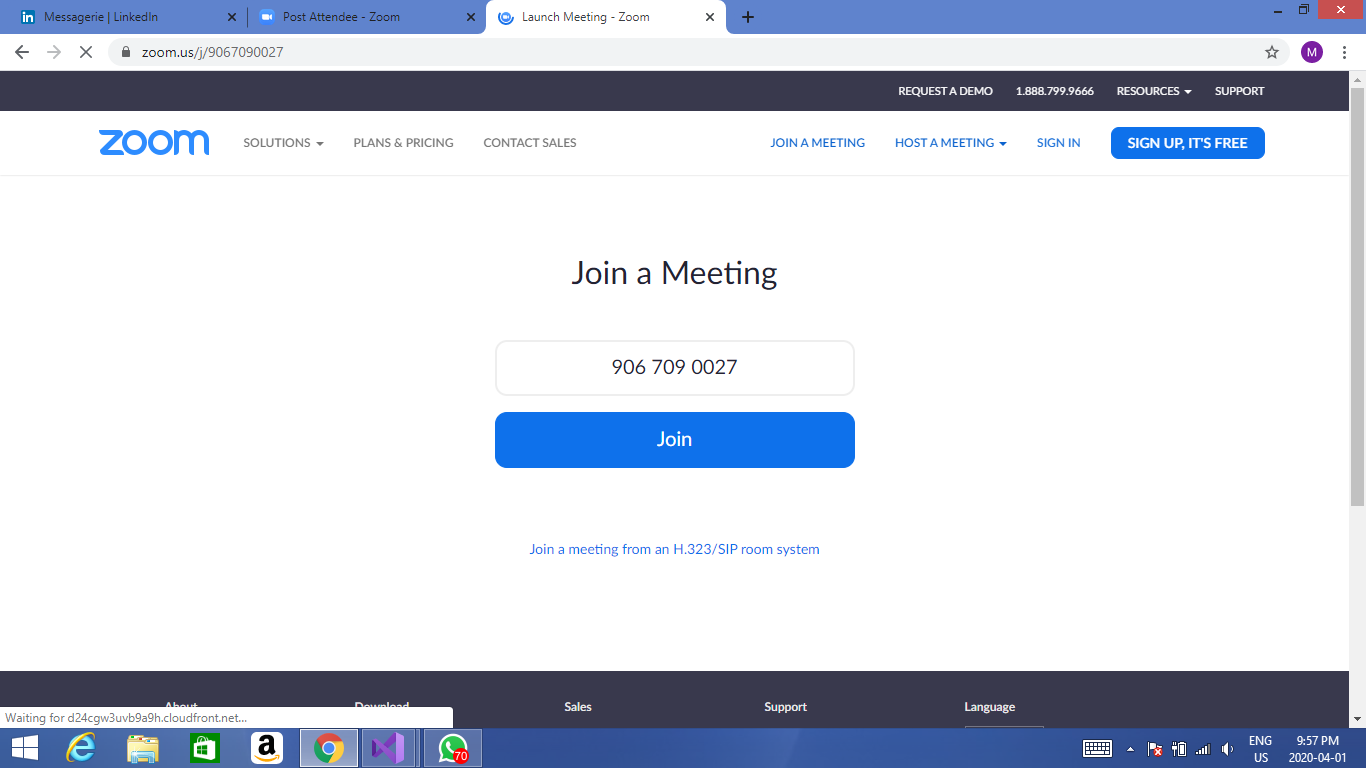 Messagerie | LinkedIn
Post Attendee - Zoom
Launch Meeting - Zoom
zoom.us/j/9067090027
M
REQUEST A DEMO 1.888.799.9666 RESOURCES SUPPORT
zoom SOLUTIONS PLANS & PRICING CONTACT SALES JOIN A MEETING HOST A MEETING SIGN IN SIGN UP, IT'S FREE
Join a Meeting
906 709 0027
Join
Join a meeting from an H.323/SIP room system
About Download Sales Support Language
Waiting for d24cgw3uvb9a9h.cloudfront.net...
70
ENG 9:57 PM
US 2020-04-01